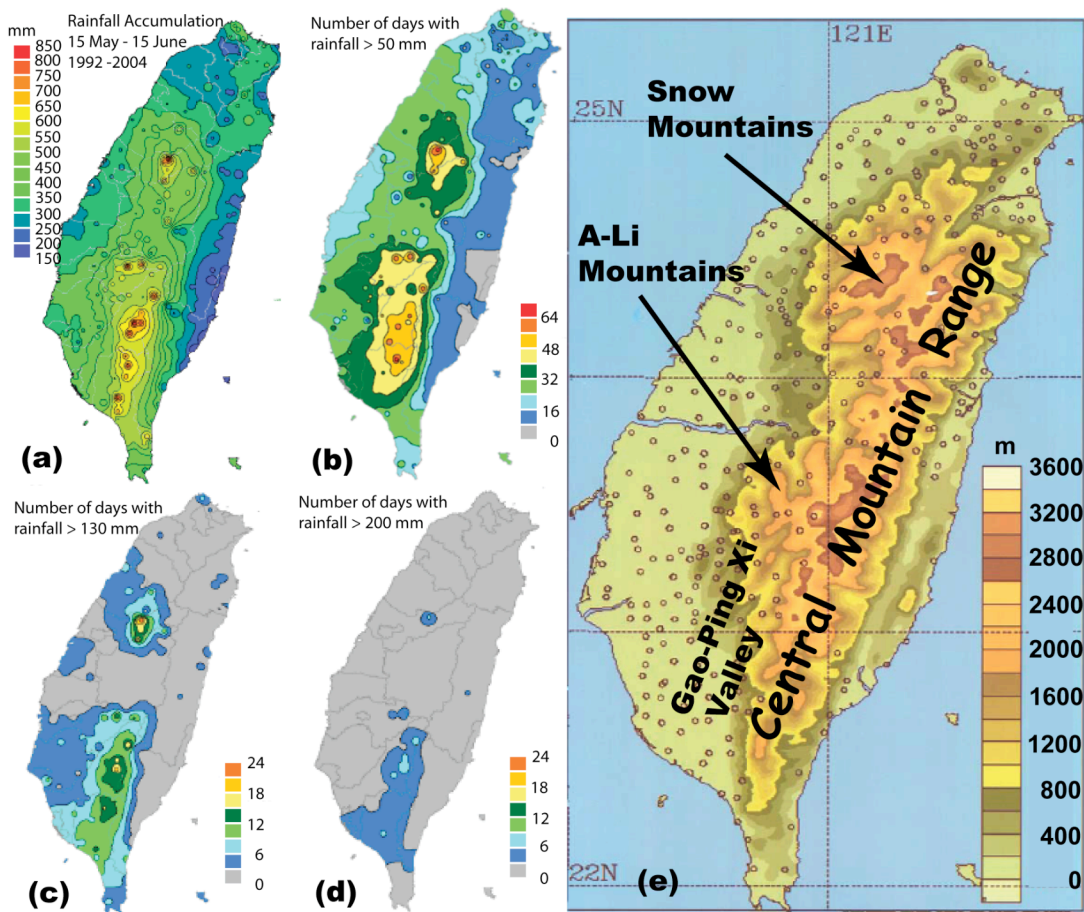 mm
Rainfall Accumulation
15 May - 15 June
1992 -2004
850
800
750
700
650
600
550
500
450
400
350
300
250
200
150
(a)
Number of days with
rainfall > 50 mm
64
48
32
16
0
(b)
Number of days with
rainfall > 130 mm
24
18
12
6
0
(c)
Number of days with
rainfall > 200 mm
24
18
12
6
0
(d)
121E
25N
Snow
Mountains
A-Li
Mountains
Central Mountain Range
Gao-Ping Xi
Valley
m
3600
3200
2800
2400
2000
1600
1200
800
400
0
22N
(e)